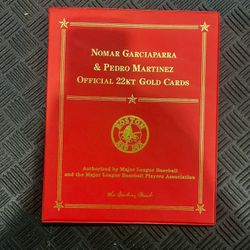 Nomar Garciaparra
& Pedro Martinez
Official 22kt Gold Cards
BOSTON
RED SOX
Authorized by Major League Baseball
and the Major League Baseball Players Association
The Danbury Mint